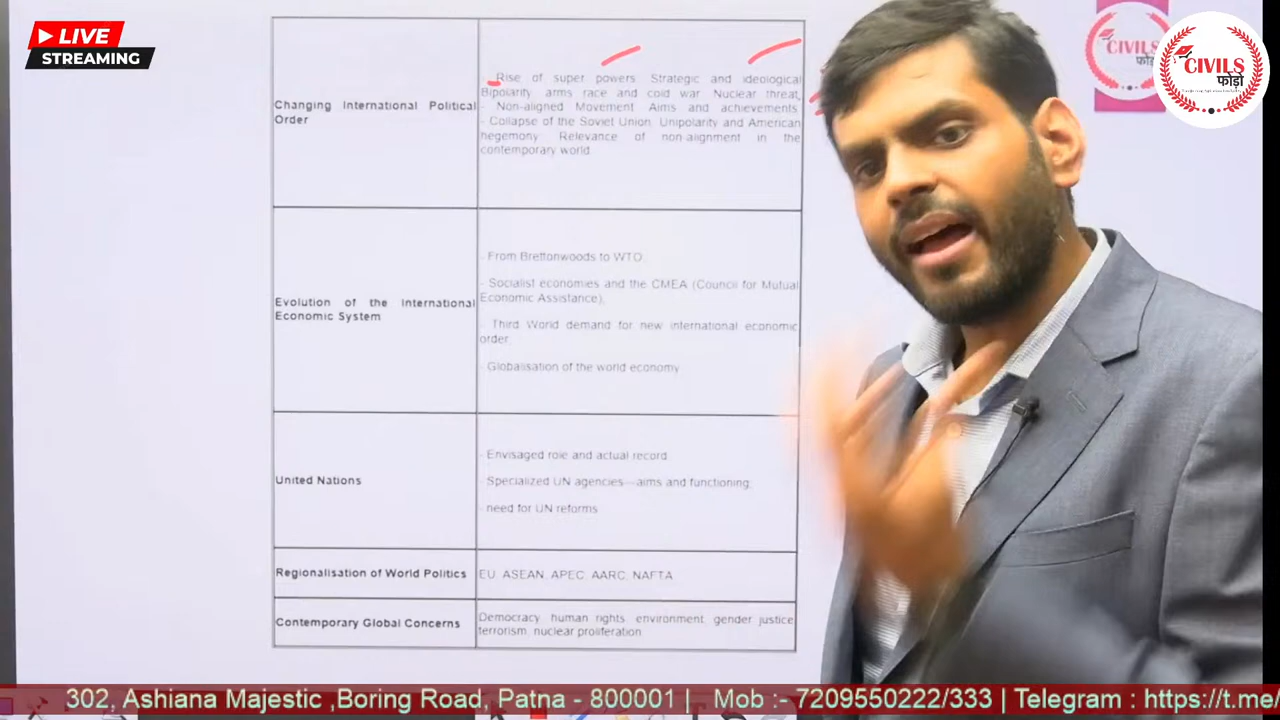 LIVE
STREAMING
CIVILS
फोड़ो
CIVILS
फोड़ो
Changing International Political
Order
- Rise of super powers Strategic and ideological
Bipolarity arms race and cold war Nuclear threat,
- Non-aligned Movement Aims and achievements,
- Collapse of the Soviet Union, Unipolarity and American
hegemony Relevance of non-alignment in the
contemporary world
Evolution of the International
Economic System
- From Brettonwoods to WTO,
- Socialist economies and the CMEA (Council for Mutual
Economic Assistance),
- Third World demand for new international economic
order
- Globalisation of the world economy
United Nations
- Envisaged role and actual record
- Specialized UN agencies—aims and functioning;
- need for UN reforms
Regionalisation of World Politics
EU, ASEAN, APEC, AARC, NAFTA
Contemporary Global Concerns
Democracy human rights, environment, gender justice
terrorism, nuclear proliferation
302, Ashiana Majestic ,Boring Road, Patna - 800001 | Mob :- 7209550222/333 | Telegram : https://t.me/